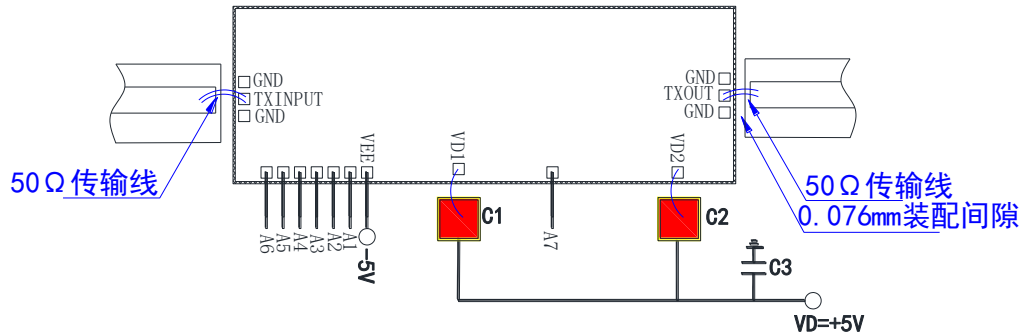 GND
TXINPUT
GND
GND
TXOUT
GND
VEE
VD1
VD2
50Ω传输线
50Ω传输线
0.076mm装配间隙
A6
A5
A4
A3
A2
A1
-5V
C1
A7
C2
C3
VD=+5V